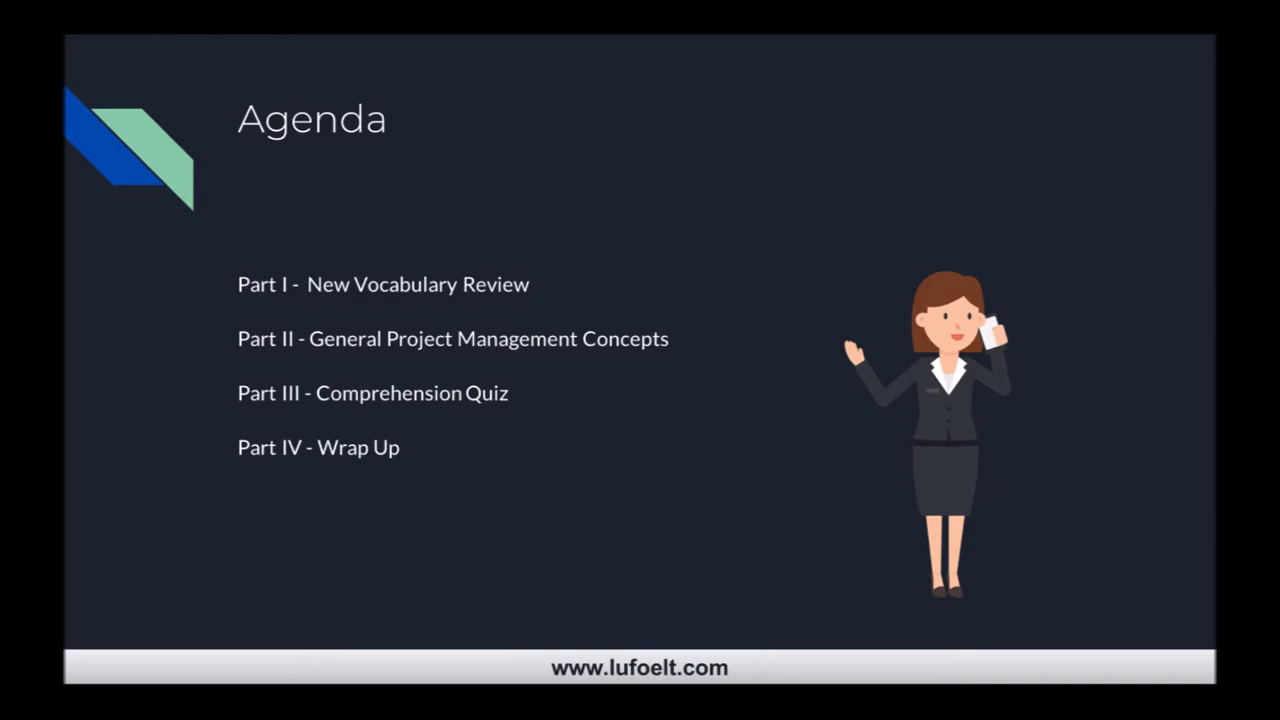 Agenda
Part I - New Vocabulary Review
Part II - General Project Management Concepts
Part III - Comprehension Quiz
Part IV - Wrap Up
www.lufoelt.com